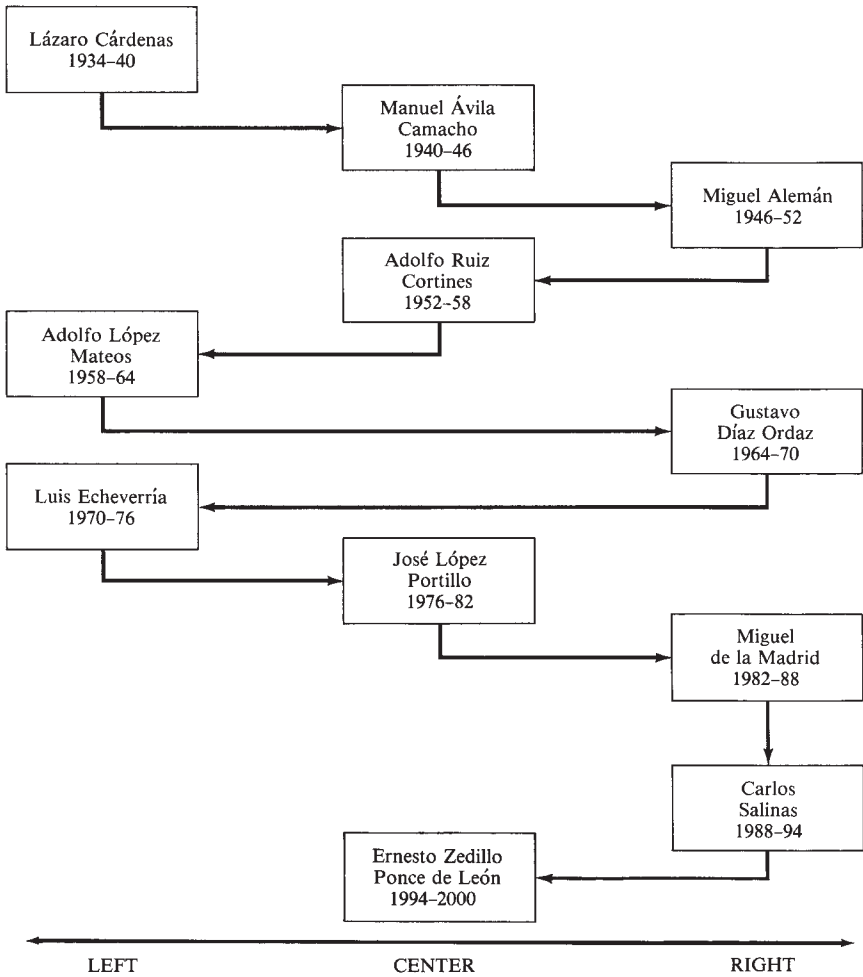 Lázaro Cárdenas
1934–40
Manuel Ávila
Camacho
1940–46
Miguel Alemán
1946–52
Adolfo Ruiz
Cortines
1952–58
Adolfo López
Mateos
1958–64
Gustavo
Díaz Ordaz
1964–70
Luis Echeverría
1970–76
José López
Portillo
1976–82
Miguel
de la Madrid
1982–88
Carlos
Salinas
1988–94
Ernesto Zedillo
Ponce de León
1994–2000
LEFT CENTER RIGHT